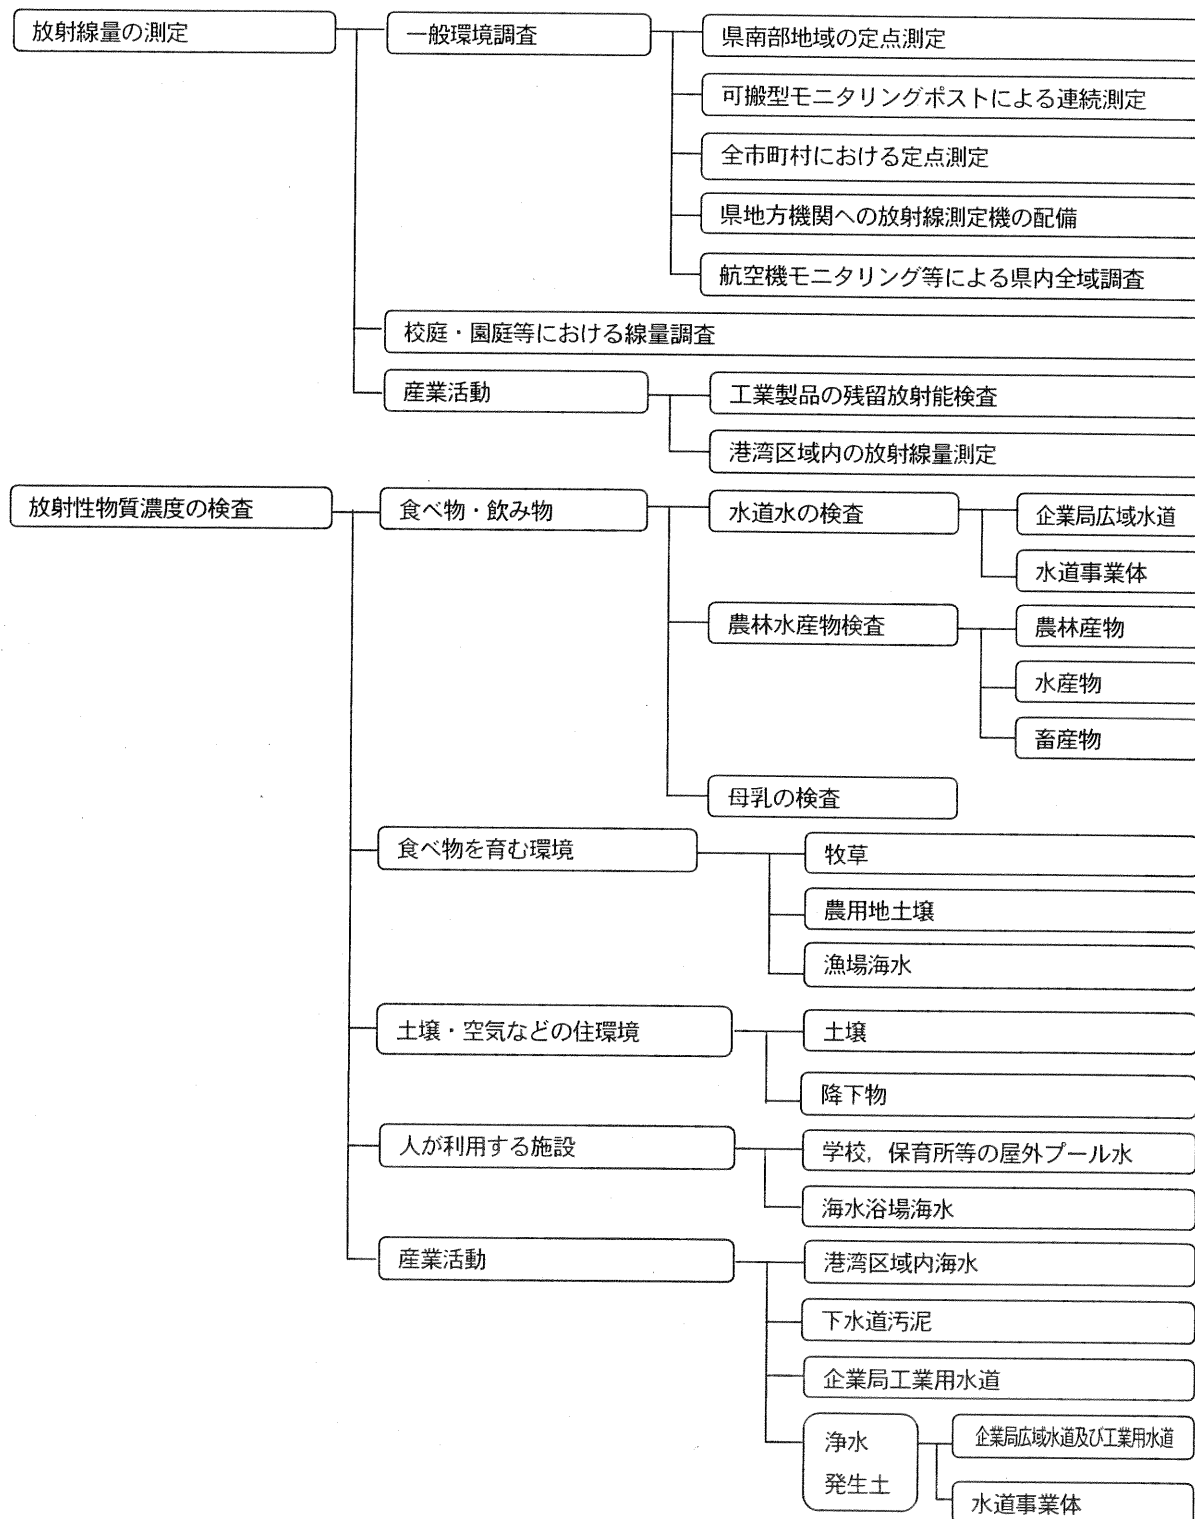 放射線量の測定
一般環境調査
県南部地域の定点測定
可搬型モニタリングポストによる連続測定
全市町村における定点測定
県地方機関への放射線測定機の配備
航空機モニタリング等による県内全域調査
校庭・園庭等における線量調査
産業活動
工業製品の残留放射能検査
港湾区域内の放射線量測定
放射性物質濃度の検査
食べ物・飲み物
水道水の検査
企業局広域水道
水道事業体
農林水産物検査
農林産物
水産物
畜産物
母乳の検査
食べ物を育む環境
牧草
農用地土壌
漁場海水
土壌・空気などの住環境
土壌
降下物
人が利用する施設
学校，保育所等の屋外プール水
海水浴場海水
産業活動
港湾区域内海水
下水道汚泥
企業局工業用水道
浄水
発生土
企業局広域水道及び工業用水道
水道事業体